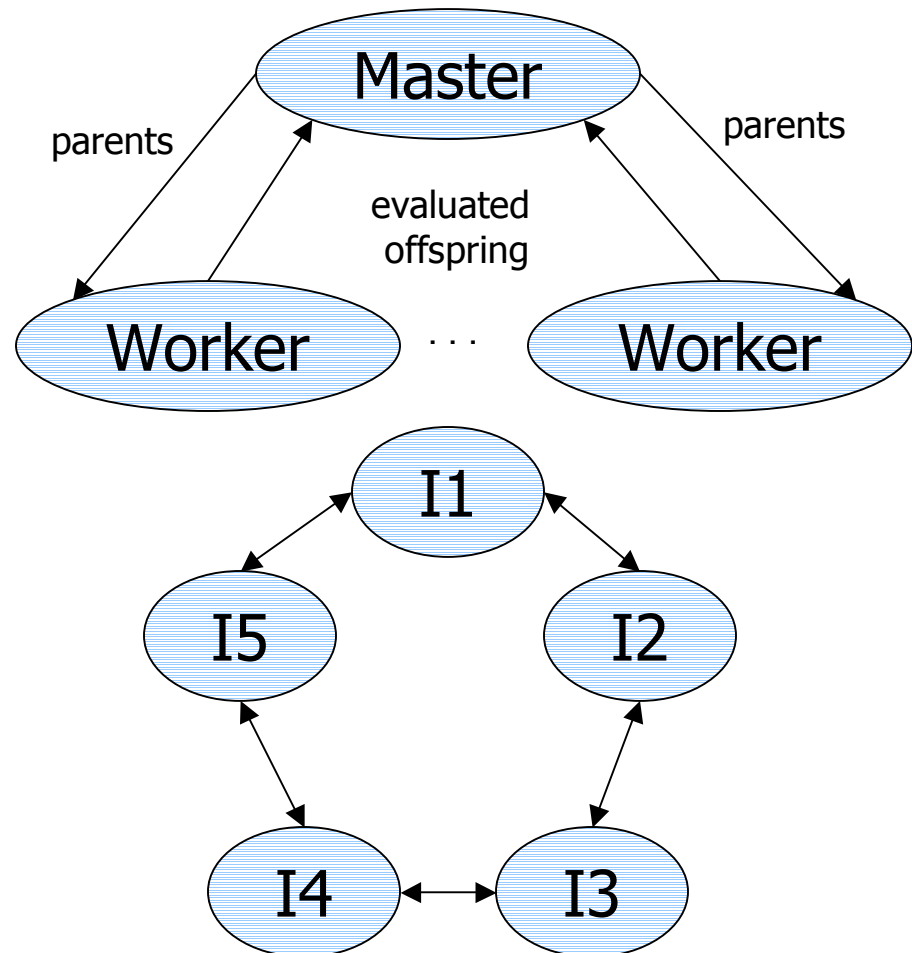 Master
parents
parents
evaluated
offspring
Worker
. . .
Worker
I1
I5
I2
I4
I3